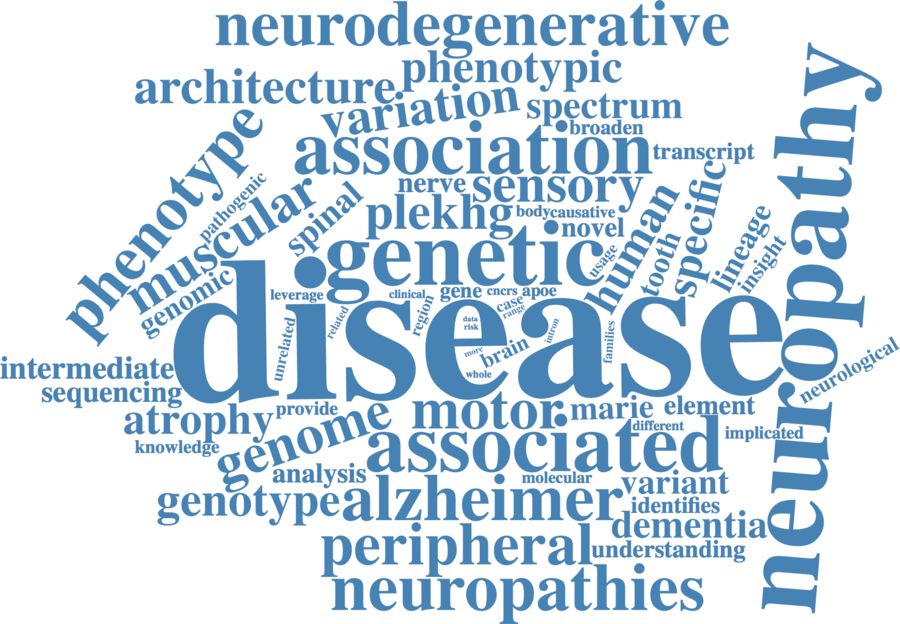 neurodegenerative
phenotypic
architecture
variation
spectrum
broaden
association
transcript
phenotype
pathogenic
muscular
spinal
nerve
sensory
plekhg
bodycausative
novel
human
tooth
specific
lineage
insight
usage
neuropathy
genetic
genomic
leverage
clinical
gene
cncrs
apoe
case
range
region
disease
unrelated
related
data
risk
more
brain
whole
intron
families
intermediate
sequencing
neurological
atrophy
provide
genome
motor
marie
element
different
implicated
knowledge
associated
analysis
molecular
variant
genotype
alzheimer
identifies
dementia
peripheral
understanding
neuropathies